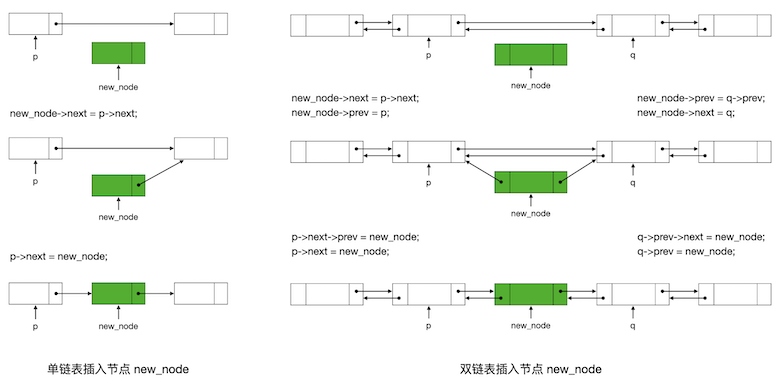 p
new_node
new_node->next = p->next;
p
new_node
p->next = new_node;
p
new_node
单链表插入节点 new_node
p
q
new_node
new_node->next = p->next;
new_node->prev = p;
new_node->prev = q->prev;
new_node->next = q;
p
q
new_node
p->next->prev = new_node;
p->next = new_node;
q->prev->next = new_node;
q->prev = new_node;
p
new_node
q
双链表插入节点 new_node